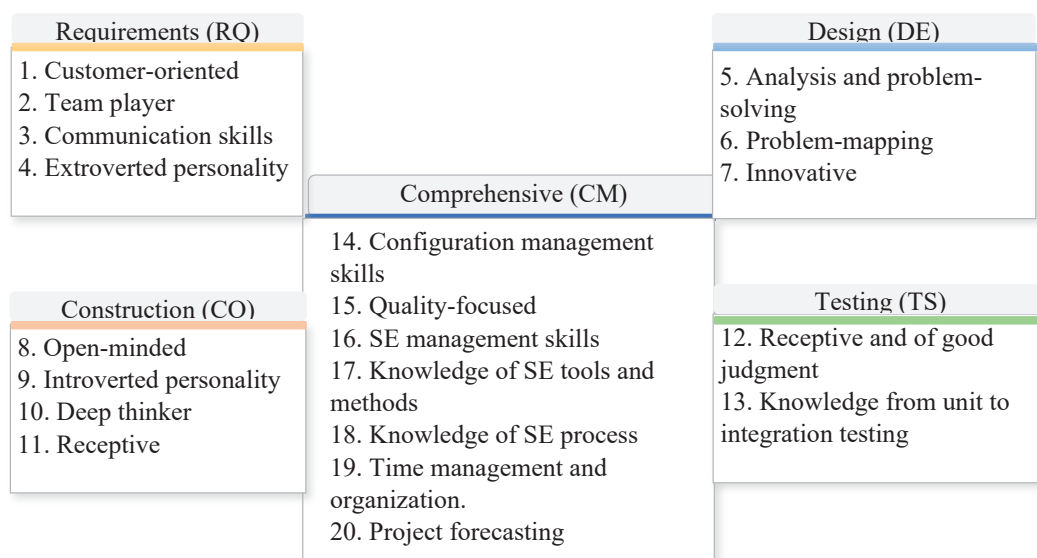 Requirements (RQ)
1. Customer-oriented
2. Team player
3. Communication skills
4. Extroverted personality
Design (DE)
5. Analysis and problem-
solving
6. Problem-mapping
7. Innovative
Comprehensive (CM)
14. Configuration management
skills
15. Quality-focused
16. SE management skills
17. Knowledge of SE tools and
methods
18. Knowledge of SE process
19. Time management and
organization.
20. Project forecasting
Construction (CO)
8. Open-minded
9. Introverted personality
10. Deep thinker
11. Receptive
Testing (TS)
12. Receptive and of good
judgment
13. Knowledge from unit to
integration testing